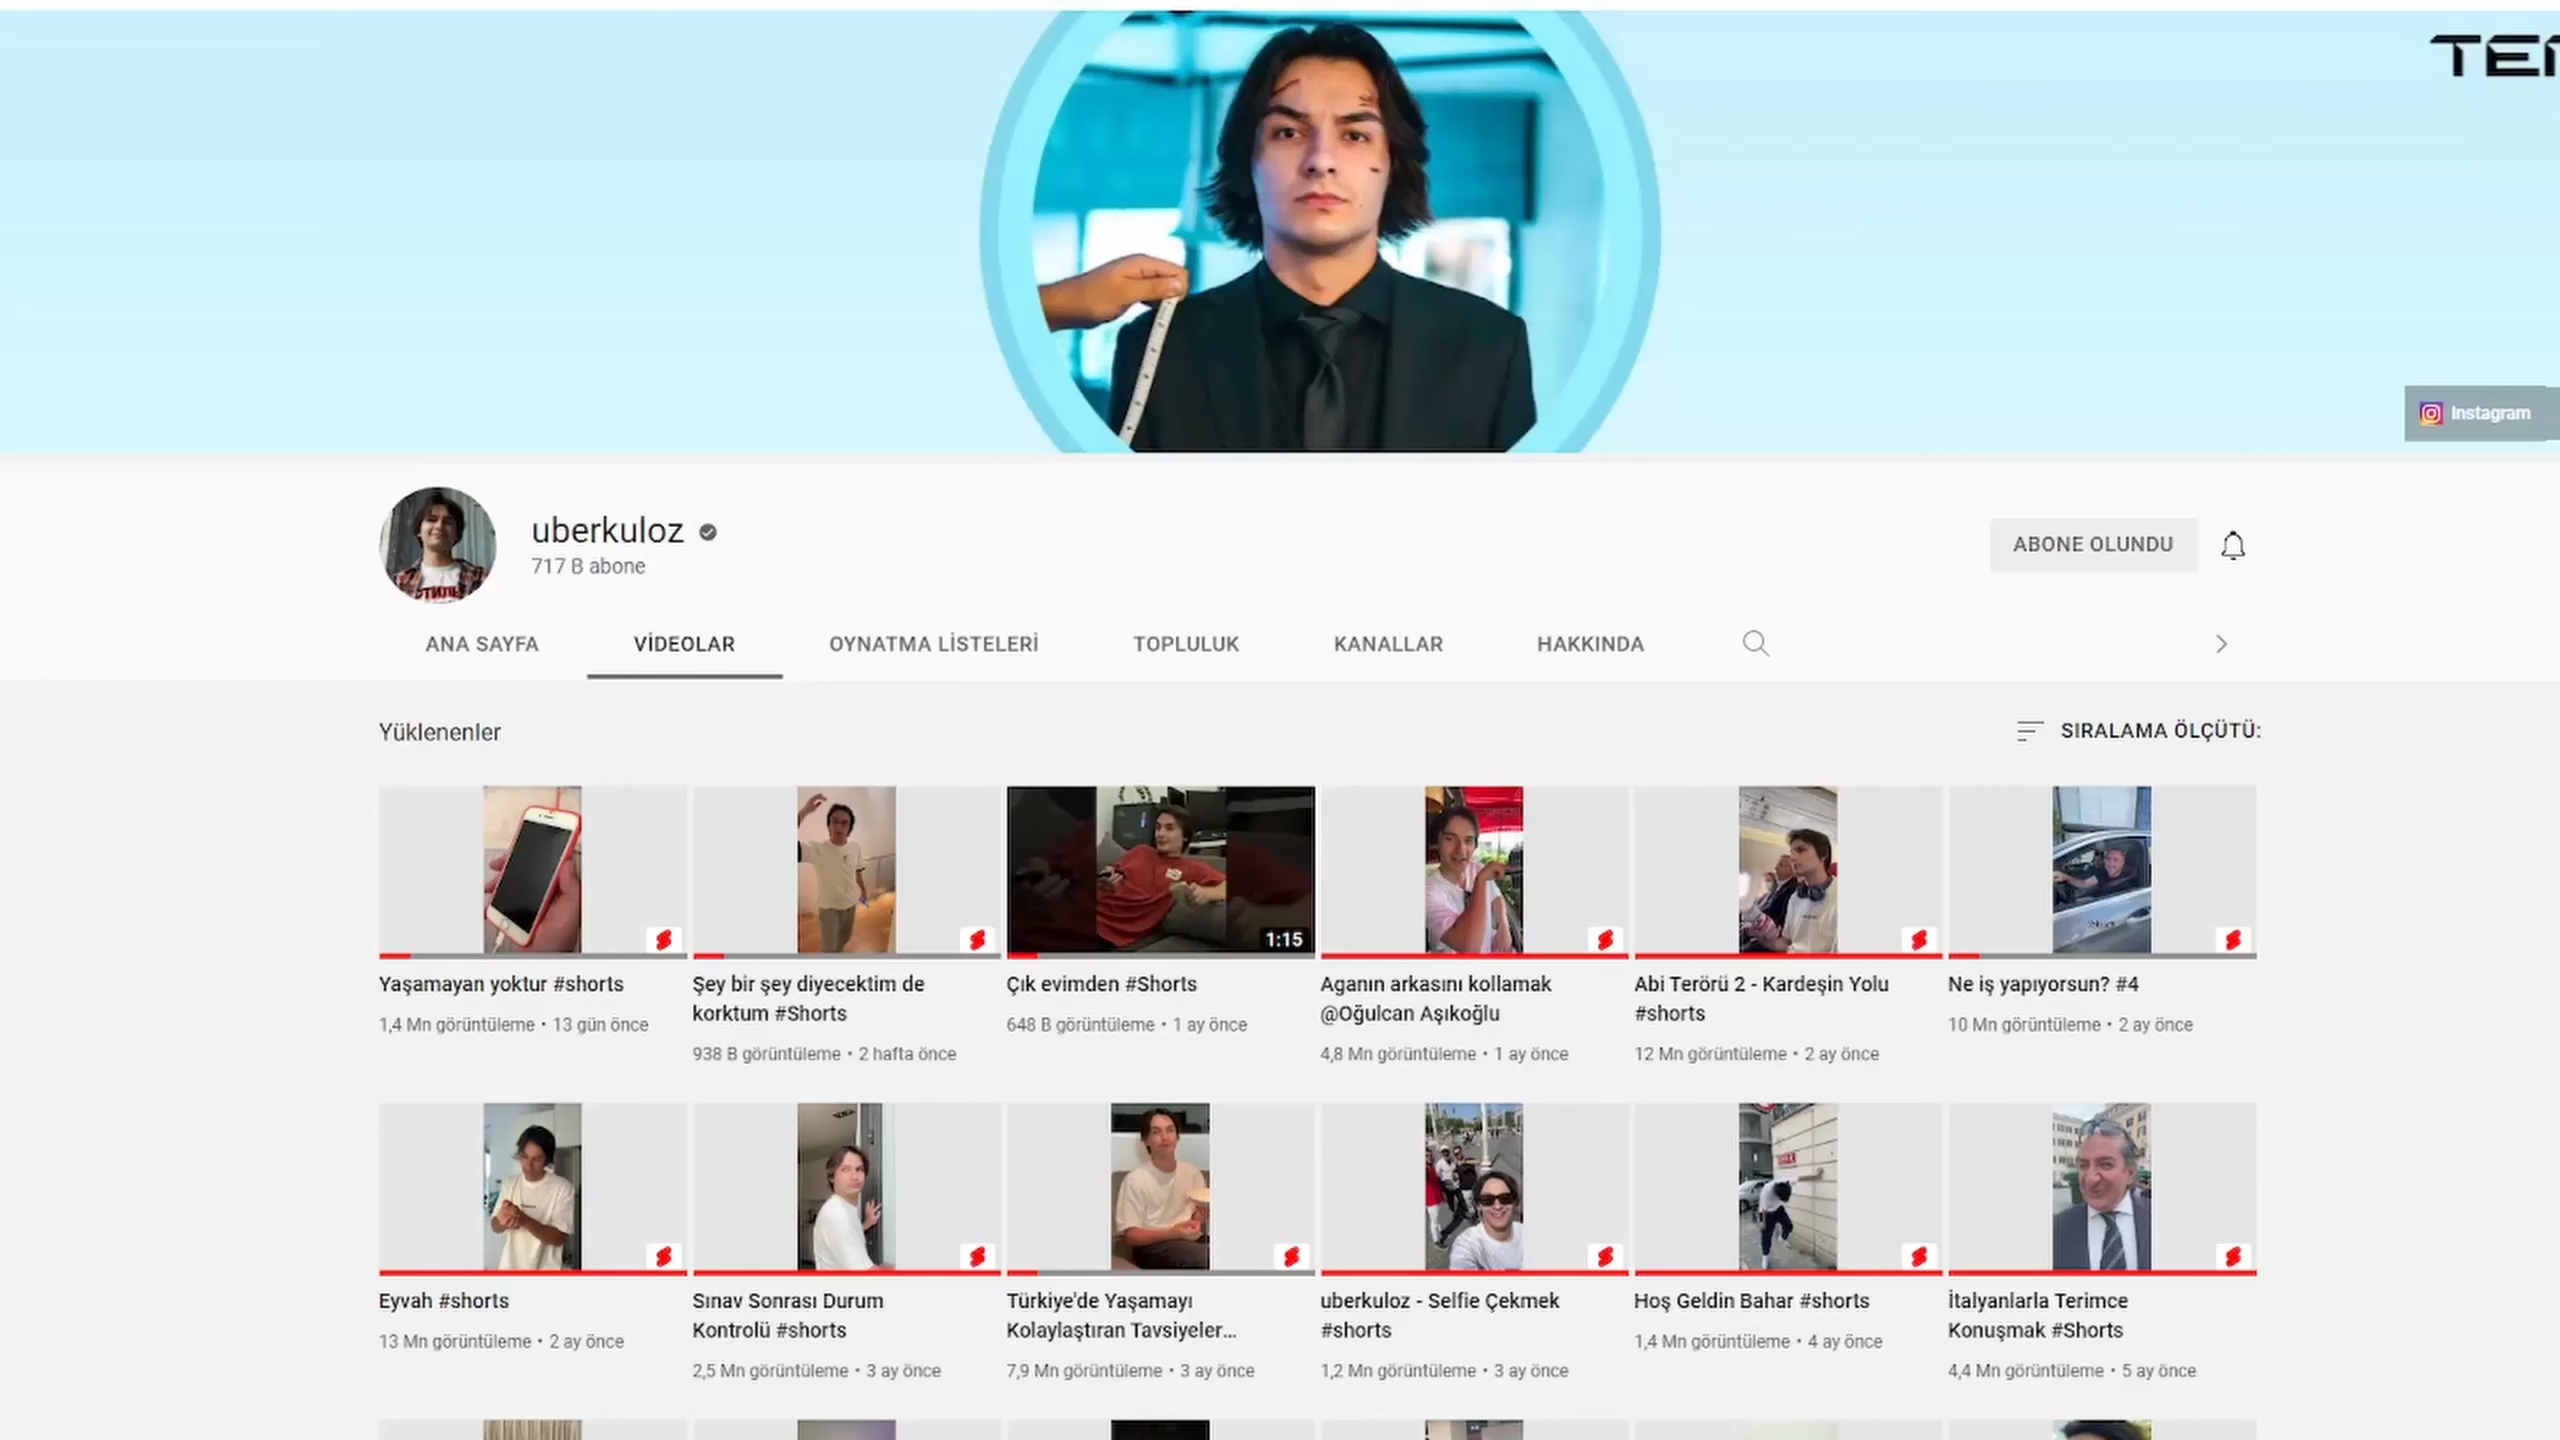 Instagram
uberkuloz
717 B abone
ABONE OLUNDU
ANA SAYFA
VİDEOLAR
OYNATMA LİSTELERİ
TOPLULUK
KANALLAR
HAKKINDA
Yüklenenler
SIRALAMA ÖLÇÜTÜ:
1:15
Yaşamayan yoktur #shorts
1,4 Mn görüntüleme • 13 gün önce
Şey bir şey diyecektim de
korktum #Shorts
938 B görüntüleme • 2 hafta önce
Çık evimden #Shorts
648 B görüntüleme • 1 ay önce
Aganın arkasını kollamak
@Oğulcan Aşıkoğlu
4,8 Mn görüntüleme • 1 ay önce
Abi Terörü 2 - Kardeşin Yolu
#shorts
12 Mn görüntüleme • 2 ay önce
Ne iş yapıyorsun? #4
10 Mn görüntüleme • 2 ay önce
Eyvah #shorts
13 Mn görüntüleme • 2 ay önce
Sınav Sonrası Durum
Kontrolü #shorts
2,5 Mn görüntüleme • 3 ay önce
Türkiye'de Yaşamayı
Kolaylaştıran Tavsiyeler...
7,9 Mn görüntüleme • 3 ay önce
uberkuloz - Selfie Çekmek
#shorts
1,2 Mn görüntüleme • 3 ay önce
Hoş Geldin Bahar #shorts
1,4 Mn görüntüleme • 4 ay önce
İtalyanlarla Terimce
Konuşmak #Shorts
4,4 Mn görüntüleme • 5 ay önce